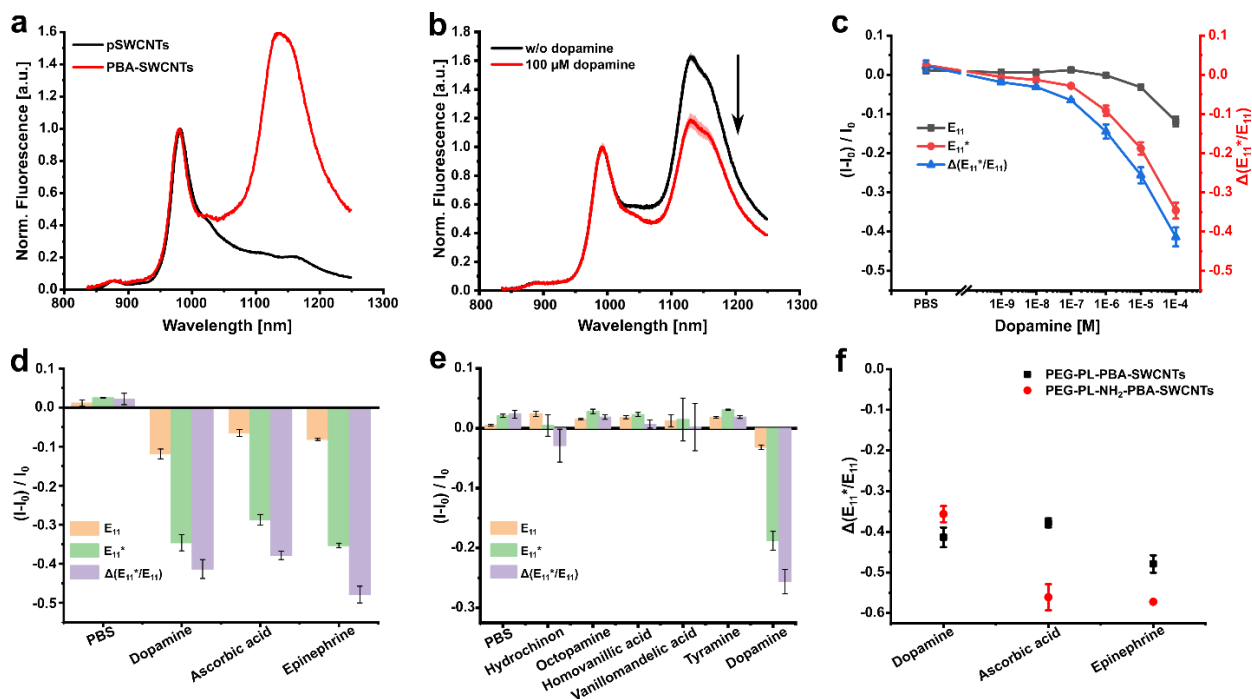 a
pSWCNTs
PBA-SWCNTs
Norm. Fluorescence [a.u.]
1.6
1.4
1.2
1.0
0.8
0.6
0.4
0.2
0.0
800
900
1000
1100
1200
1300
Wavelength [nm]
b
w/o dopamine
100 µM dopamine
Norm. Fluorescence [a.u.]
1.8
1.6
1.4
1.2
1.0
0.8
0.6
0.4
0.2
0.0
800
900
1000
1100
1200
1300
Wavelength [nm]
c
E₁₁
E₁₁*
Δ(E₁₁*/E₁₁)
(I-I₀) / I₀
0.1
0.0
-0.1
-0.2
-0.3
-0.4
-0.5
Δ(E₁₁*/E₁₁)
0.1
0.0
-0.1
-0.2
-0.3
-0.4
-0.5
PBS
1E-9
1E-8
1E-7
1E-6
1E-5
1E-4
Dopamine [M]
d
(I-I₀) / I₀
0.1
0.0
-0.1
-0.2
-0.3
-0.4
-0.5
E₁₁
E₁₁*
Δ(E₁₁*/E₁₁)
PBS
Dopamine
Ascorbic acid
Epinephrine
e
(I-I₀) / I₀
0.1
0.0
-0.1
-0.2
-0.3
E₁₁
E₁₁*
Δ(E₁₁*/E₁₁)
PBS
Hydrochinon
Octopamine
Homovanillic acid
Vanillomandelic acid
Tyramine
Dopamine
f
PEG-PL-PBA-SWCNTs
PEG-PL-NH₂-PBA-SWCNTs
Δ(E₁₁*/E₁₁)
0.0
-0.1
-0.2
-0.3
-0.4
-0.5
-0.6
Dopamine
Ascorbic acid
Epinephrine